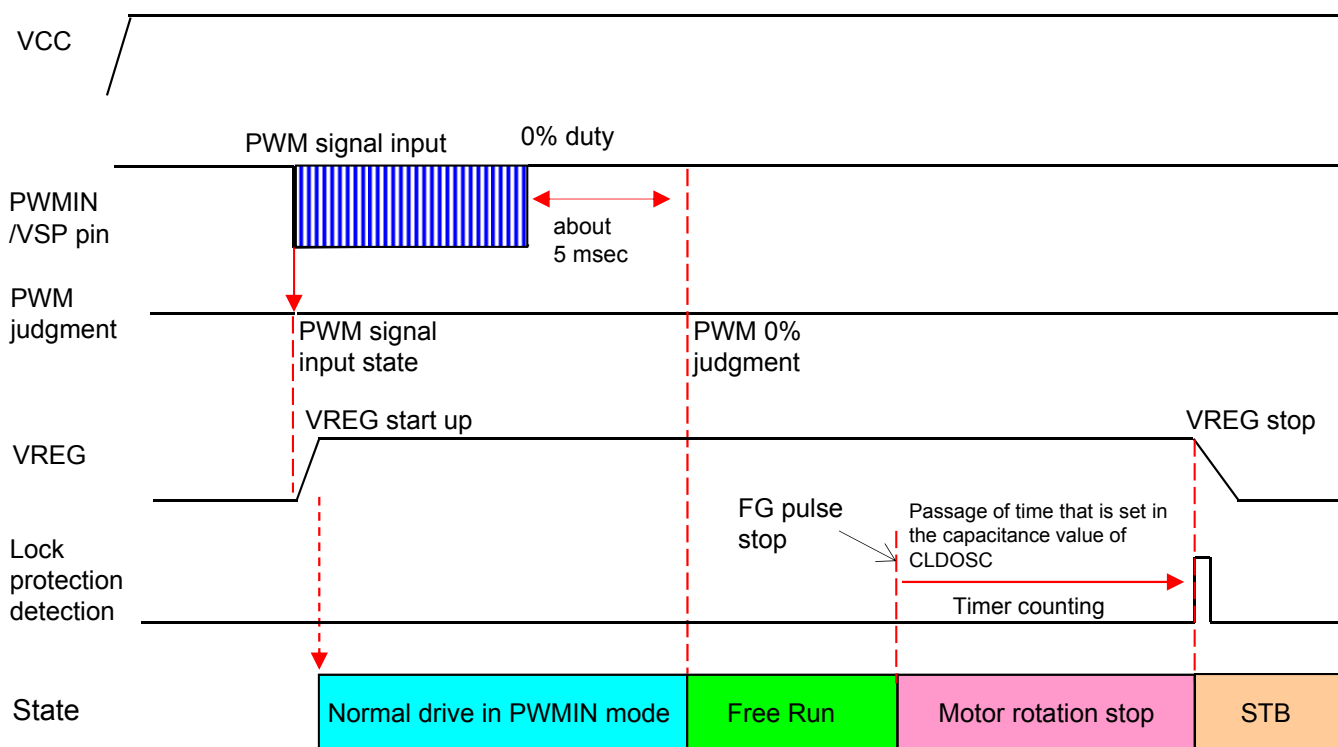 VCC
PWM signal input
0% duty
PWMIN
/VSP pin
about
5 msec
PWM
judgment
PWM signal
input state
PWM 0%
judgment
VREG start up
VREG stop
VREG
FG pulse
stop
Passage of time that is set in
the capacitance value of
CLDOSC
Lock
protection
detection
Timer counting
State
Normal drive in PWMIN mode
Free Run
Motor rotation stop
STB